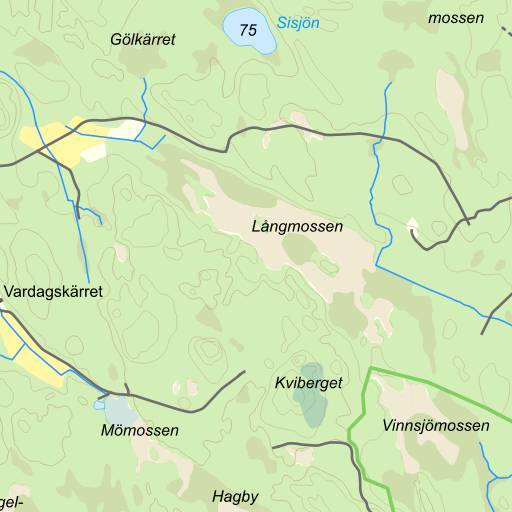 Sisjön
mossen
75
Gölkärret
Långmossen
Vardagskärret
Kviberget
Vinnsjömossen
Mömossen
Hagby
gel-